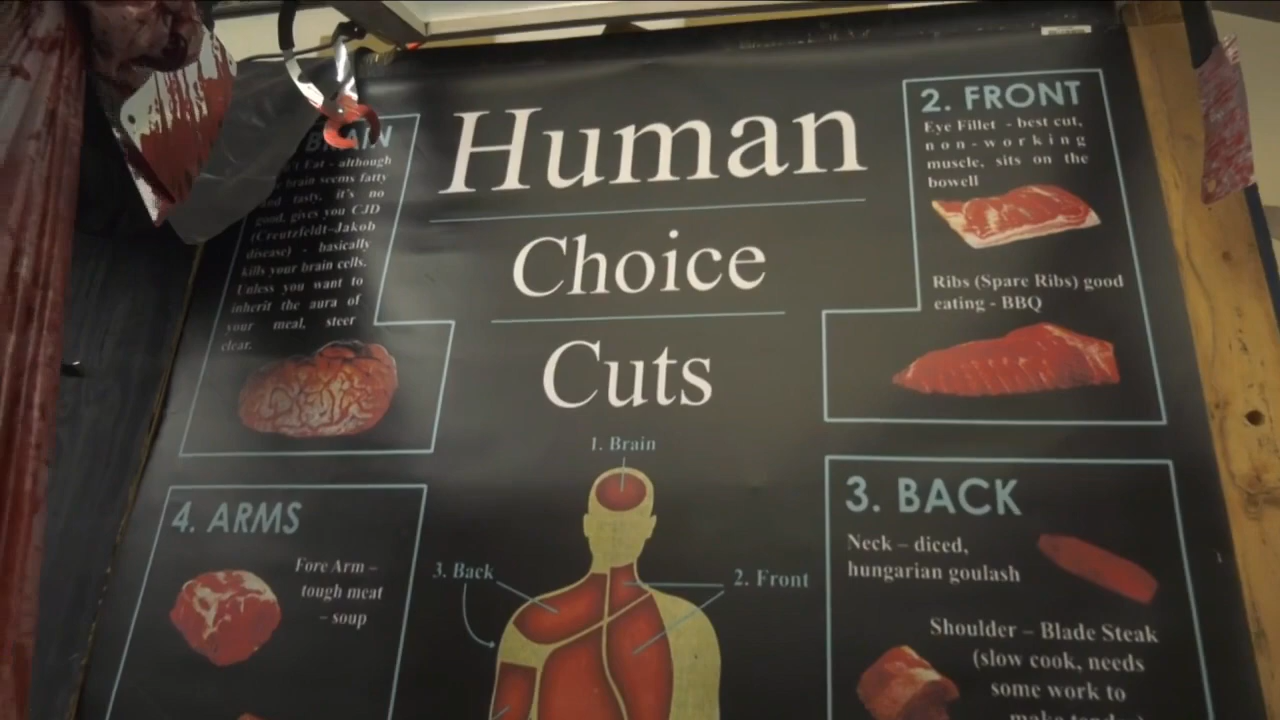 Human
Choice
Cuts
BRAIN
Eat - although
brain seems fatty
and tasty, it's no
good, gives you CJD
(Creutzfeldt-Jakob
disease) - basically
kills your brain cells.
Unless you want to
inherit the aura of
your meal, steer
clear.
2. FRONT
Eye Fillet - best cut,
non-working
muscle, sits on the
bowell
Ribs (Spare Ribs) good
eating - BBQ
1. Brain
3. Back
2. Front
4. ARMS
Fore Arm –
tough meat
– soup
3. BACK
Neck – diced,
hungarian goulash
Shoulder – Blade Steak
(slow cook, needs
some work to